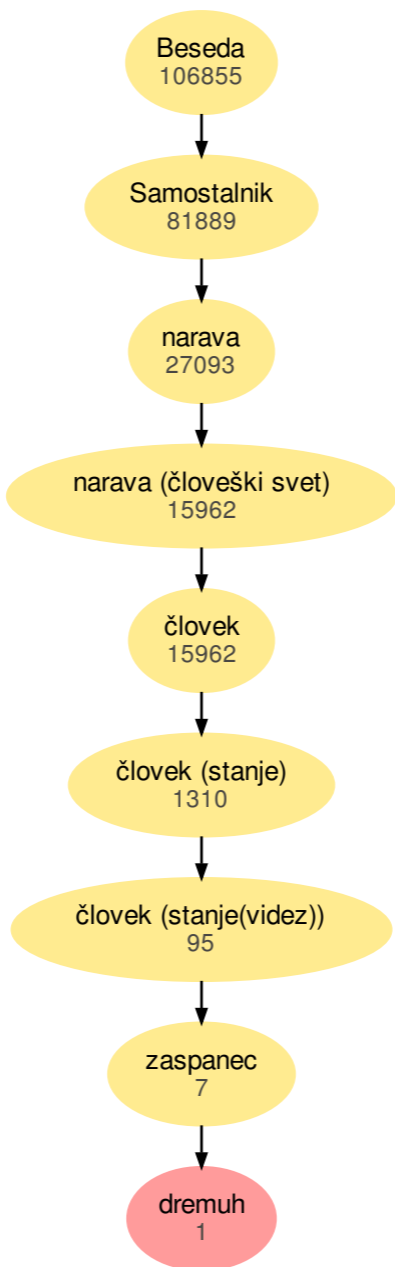 Beseda
106855
Samostalnik
81889
narava
27093
narava (človeški svet)
15962
človek
15962
človek (stanje)
1310
človek (stanje(videz))
95
zaspanec
7
dremuh
1